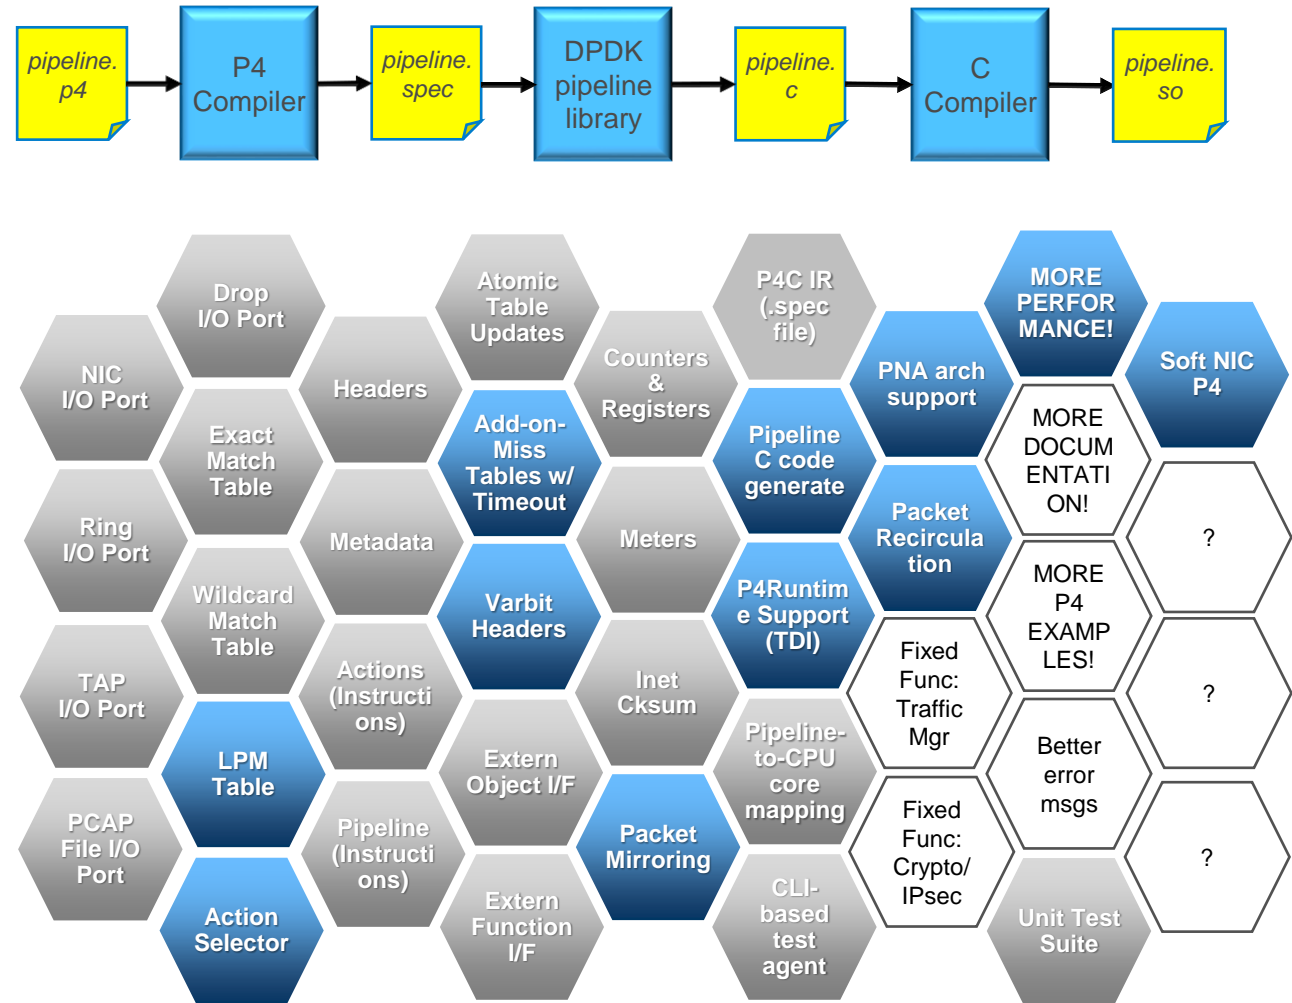 pipeline.
p4
P4
Compiler
pipeline.
spec
DPDK
pipeline
library
pipeline.
c
C
Compiler
pipeline.
so
NIC
I/O Port
Ring
I/O Port
TAP
I/O Port
PCAP
File I/O
Port
Drop
I/O Port
Exact
Match
Table
Wildcard
Match
Table
LPM
Table
Action
Selector
Headers
Metadata
Actions
(Instructi
ons)
Pipeline
(Instructi
ons)
Atomic
Table
Updates
Add-on-
Miss
Tables w/
Timeout
Varbit
Headers
Extern
Object I/F
Extern
Function
I/F
Counters
&
Registers
Meters
Inet
Cksum
Packet
Mirroring
P4C IR
(.spec
file)
Pipeline
C code
generate
P4Runtim
e Support
(TDI)
Pipeline-
to-CPU
core
mapping
CLI-
based
test
agent
PNA arch
support
Packet
Recircula
tion
Fixed
Func:
Traffic
Mgr
Fixed
Func:
Crypto/
IPsec
MORE
PERFOR
MANCE!
MORE
DOCUM
ENTATI
ON!
MORE
P4
EXAMP
LES!
Better
error
msgs
Unit Test
Suite
Soft NIC
P4
?
?
?